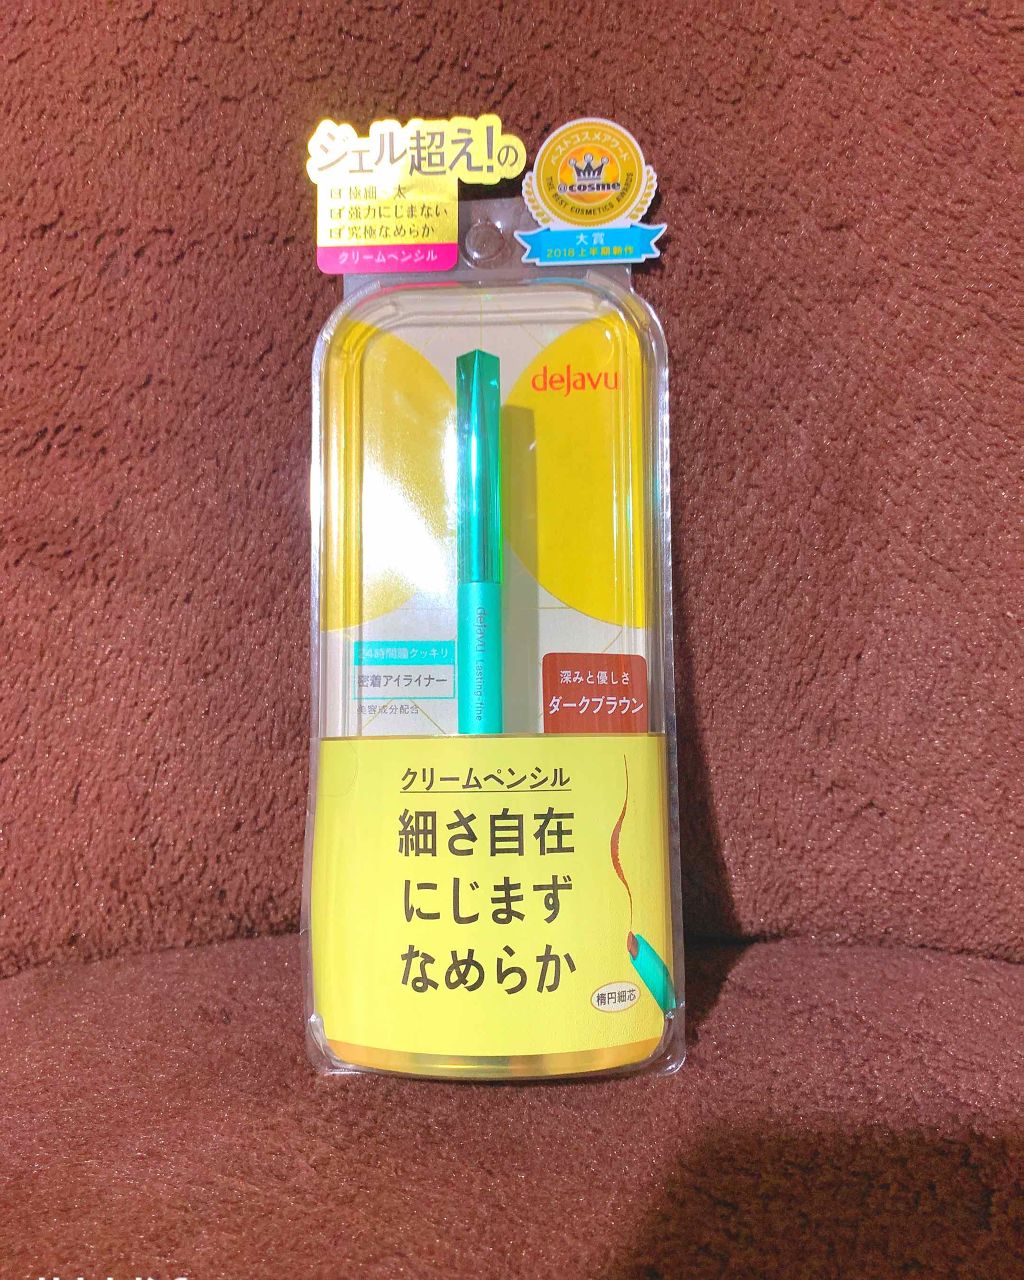 ジェル超え!の
極細〜太
強力ににじまない
究極なめらか
クリームペンシル
ベストコスメアワード
@cosme
THE BEST COSMETICS AWARDS
大賞
2018上半期新作
dejavu
dejavu Lasting-fine
24時間瞳クッキリ
密着アイライナー
美容成分配合
深みと優しさ
ダークブラウン
クリームペンシル
細さ自在
にじまず
なめらか
楕円細芯